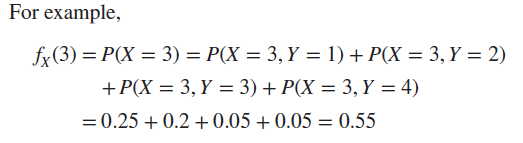 For example,
f_X(3) = P(X = 3) = P(X = 3, Y = 1) + P(X = 3, Y = 2)
+ P(X = 3, Y = 3) + P(X = 3, Y = 4)
= 0.25 + 0.2 + 0.05 + 0.05 = 0.55